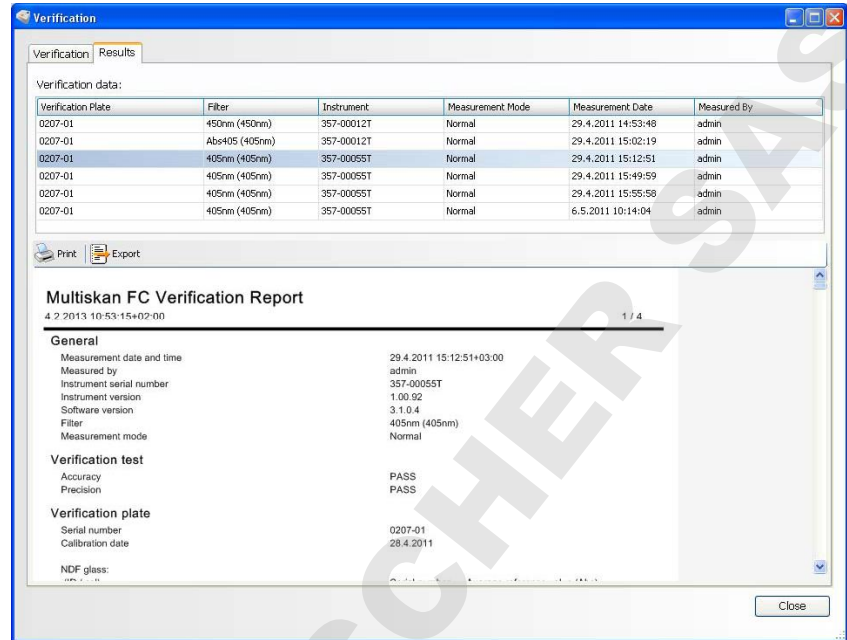 Verification
Verification Results
Verification data:
Verification Plate Filter Instrument Measurement Mode Measurement Date Measured By
0207-01 450nm (450nm) 357-00012T Normal 29.4.2011 14:53:48 admin
0207-01 Abs405 (405nm) 357-00012T Normal 29.4.2011 15:02:19 admin
0207-01 405nm (405nm) 357-00055T Normal 29.4.2011 15:12:51 admin
0207-01 405nm (405nm) 357-00055T Normal 29.4.2011 15:49:59 admin
0207-01 405nm (405nm) 357-00055T Normal 29.4.2011 15:55:58 admin
0207-01 405nm (405nm) 357-00055T Normal 6.5.2011 10:14:04 admin
Print Export
Multiskan FC Verification Report
4.2.2013 10:53:15+02:00 1 / 4
General
Measurement date and time 29.4.2011 15:12:51+03:00
Measured by admin
Instrument serial number 357-00055T
Instrument version 1.00.92
Software version 3.1.0.4
Filter 405nm (405nm)
Measurement mode Normal
Verification test
Accuracy PASS
Precision PASS
Verification plate
Serial number 0207-01
Calibration date 28.4.2011
NDF glass:
Close
CHER SAS